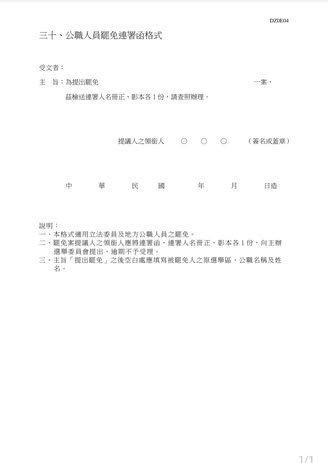 DZ0E04
三十、公職人員罷免連署函格式
受文者：
主　旨：為提出罷免　　　　　　　　　　　　　　一案，
茲檢送連署人名冊正、影本各1份，請查照辦理。
提議人之領銜人　○　○　○　（簽名或蓋章）
中　華　民　國　　年　　月　　日造
說明：
一、本格式適用立法委員及地方公職人員之罷免。
二、罷免案提議人之領銜人應將連署函、連署人名冊正、影本各1份，向主辦
選舉委員會提出，逾期不予受理。
三、主旨「提出罷免」之後空白處應填寫被罷免人之原選舉區、公職名稱及姓
名。
1/1